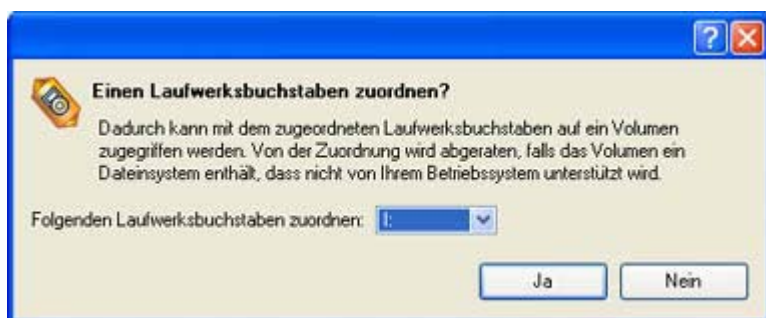 Einen Laufwerksbuchstaben zuordnen?
Dadurch kann mit dem zugeordneten Laufwerksbuchstaben auf ein Volumen
zugegriffen werden. Von der Zuordnung wird abgeraten, falls das Volumen ein
Dateinsystem enthält, dass nicht von Ihrem Betriebssystem unterstützt wird.
Folgenden Laufwerksbuchstaben zuordnen: I:
Ja Nein